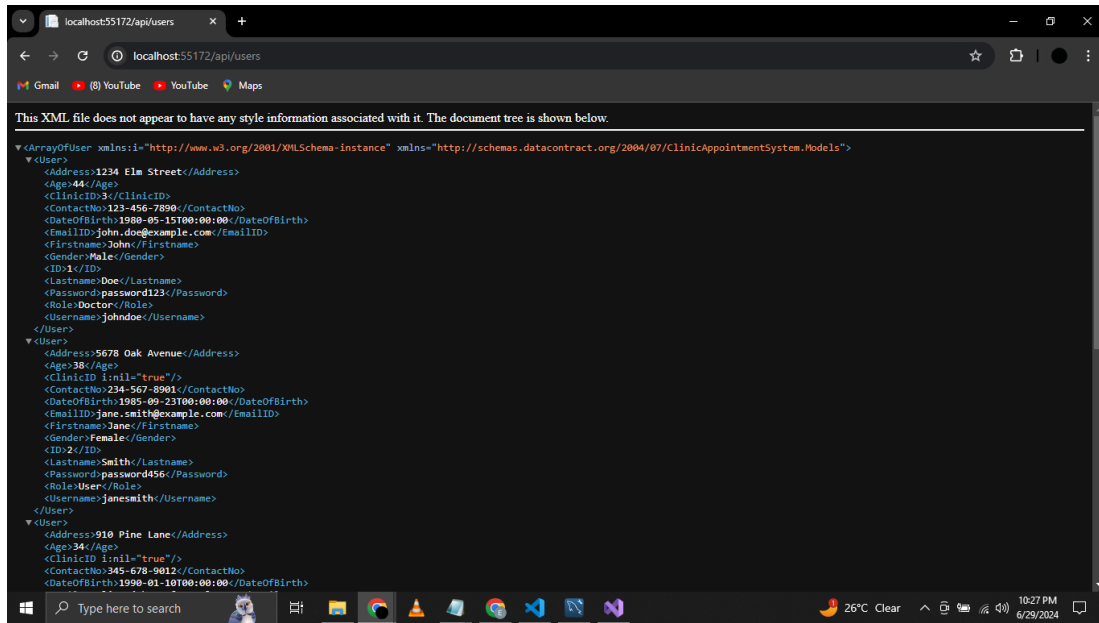 localhost:55172/api/users
localhost:55172/api/users
Gmail (8) YouTube YouTube Maps
This XML file does not appear to have any style information associated with it. The document tree is shown below.
▼<ArrayOfUser xmlns:i="http://www.w3.org/2001/XMLSchema-instance" xmlns="http://schemas.datacontract.org/2004/07/ClinicAppointmentSystem.Models">
▼<User>
<Address>1234 Elm Street</Address>
<Age>44</Age>
<ClinicID>3</ClinicID>
<ContactNo>123-456-7890</ContactNo>
<DateOfBirth>1980-05-15T00:00:00</DateOfBirth>
<EmailID>john.doe@example.com</EmailID>
<Firstname>John</Firstname>
<Gender>Male</Gender>
<ID>1</ID>
<Lastname>Doe</Lastname>
<Password>password123</Password>
<Role>Doctor</Role>
<Username>johndoe</Username>
</User>
▼<User>
<Address>5678 Oak Avenue</Address>
<Age>38</Age>
<ClinicID i:nil="true"/>
<ContactNo>234-567-8901</ContactNo>
<DateOfBirth>1985-09-23T00:00:00</DateOfBirth>
<EmailID>jane.smith@example.com</EmailID>
<Firstname>Jane</Firstname>
<Gender>Female</Gender>
<ID>2</ID>
<Lastname>Smith</Lastname>
<Password>password456</Password>
<Role>User</Role>
<Username>janesmith</Username>
</User>
▼<User>
<Address>910 Pine Lane</Address>
<Age>34</Age>
<ClinicID i:nil="true"/>
<ContactNo>345-678-9012</ContactNo>
<DateOfBirth>1990-01-10T00:00:00</DateOfBirth>
Type here to search
26°C Clear
10:27 PM
6/29/2024